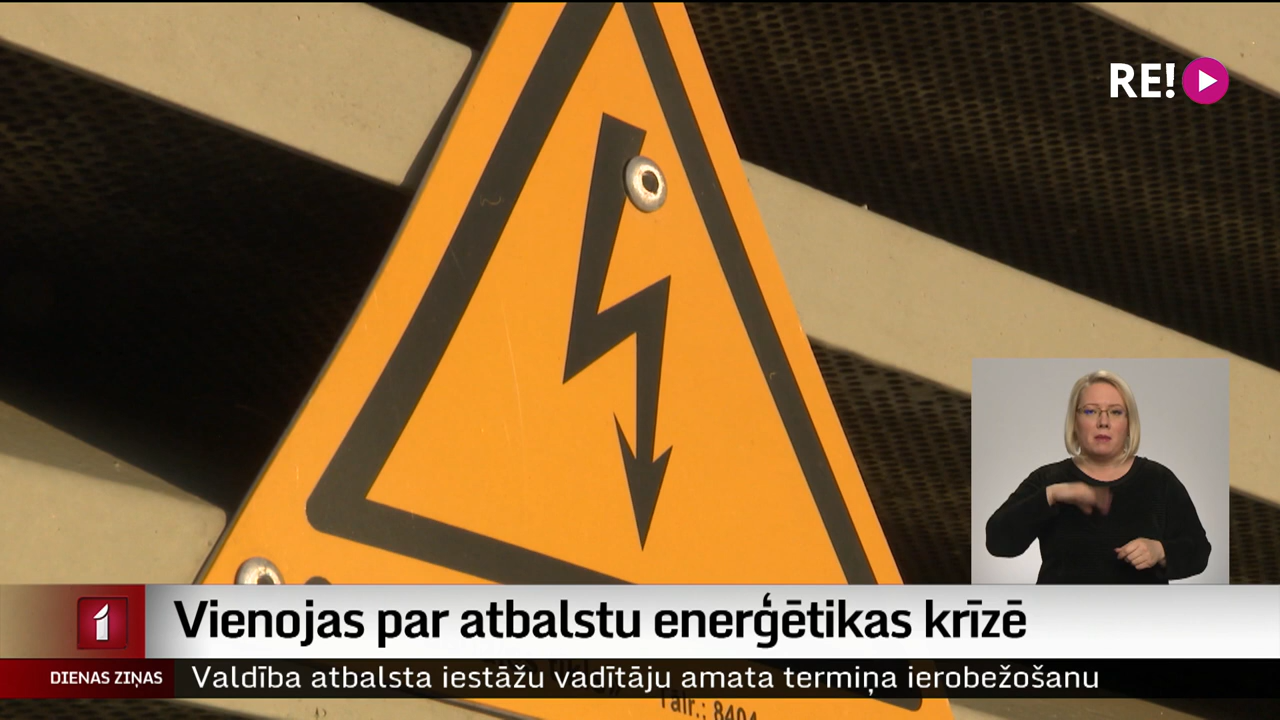 RE!
Vienojas par atbalstu enerģētikas krīzē
DIENAS ZIŅAS
Valdība atbalsta iestāžu vadītāju amata termiņa ierobežošanu
1